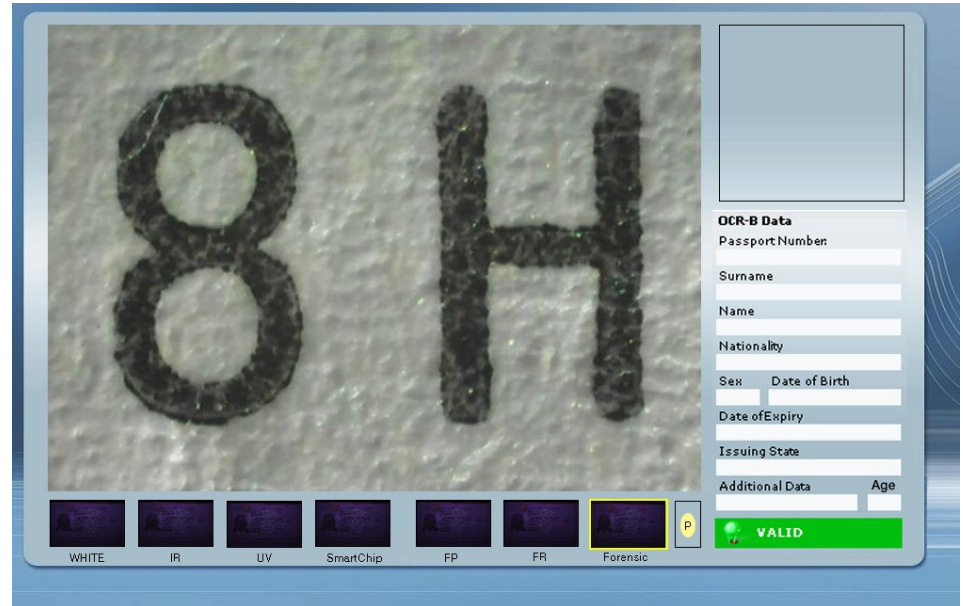 8 H
OCR-B Data
Passport Number:
Surname
Name
Nationality
Sex Date of Birth
Date of Expiry
Issuing State
Additional Data Age
VALID
P
WHITE IR UV SmartChip FP FR Forensic